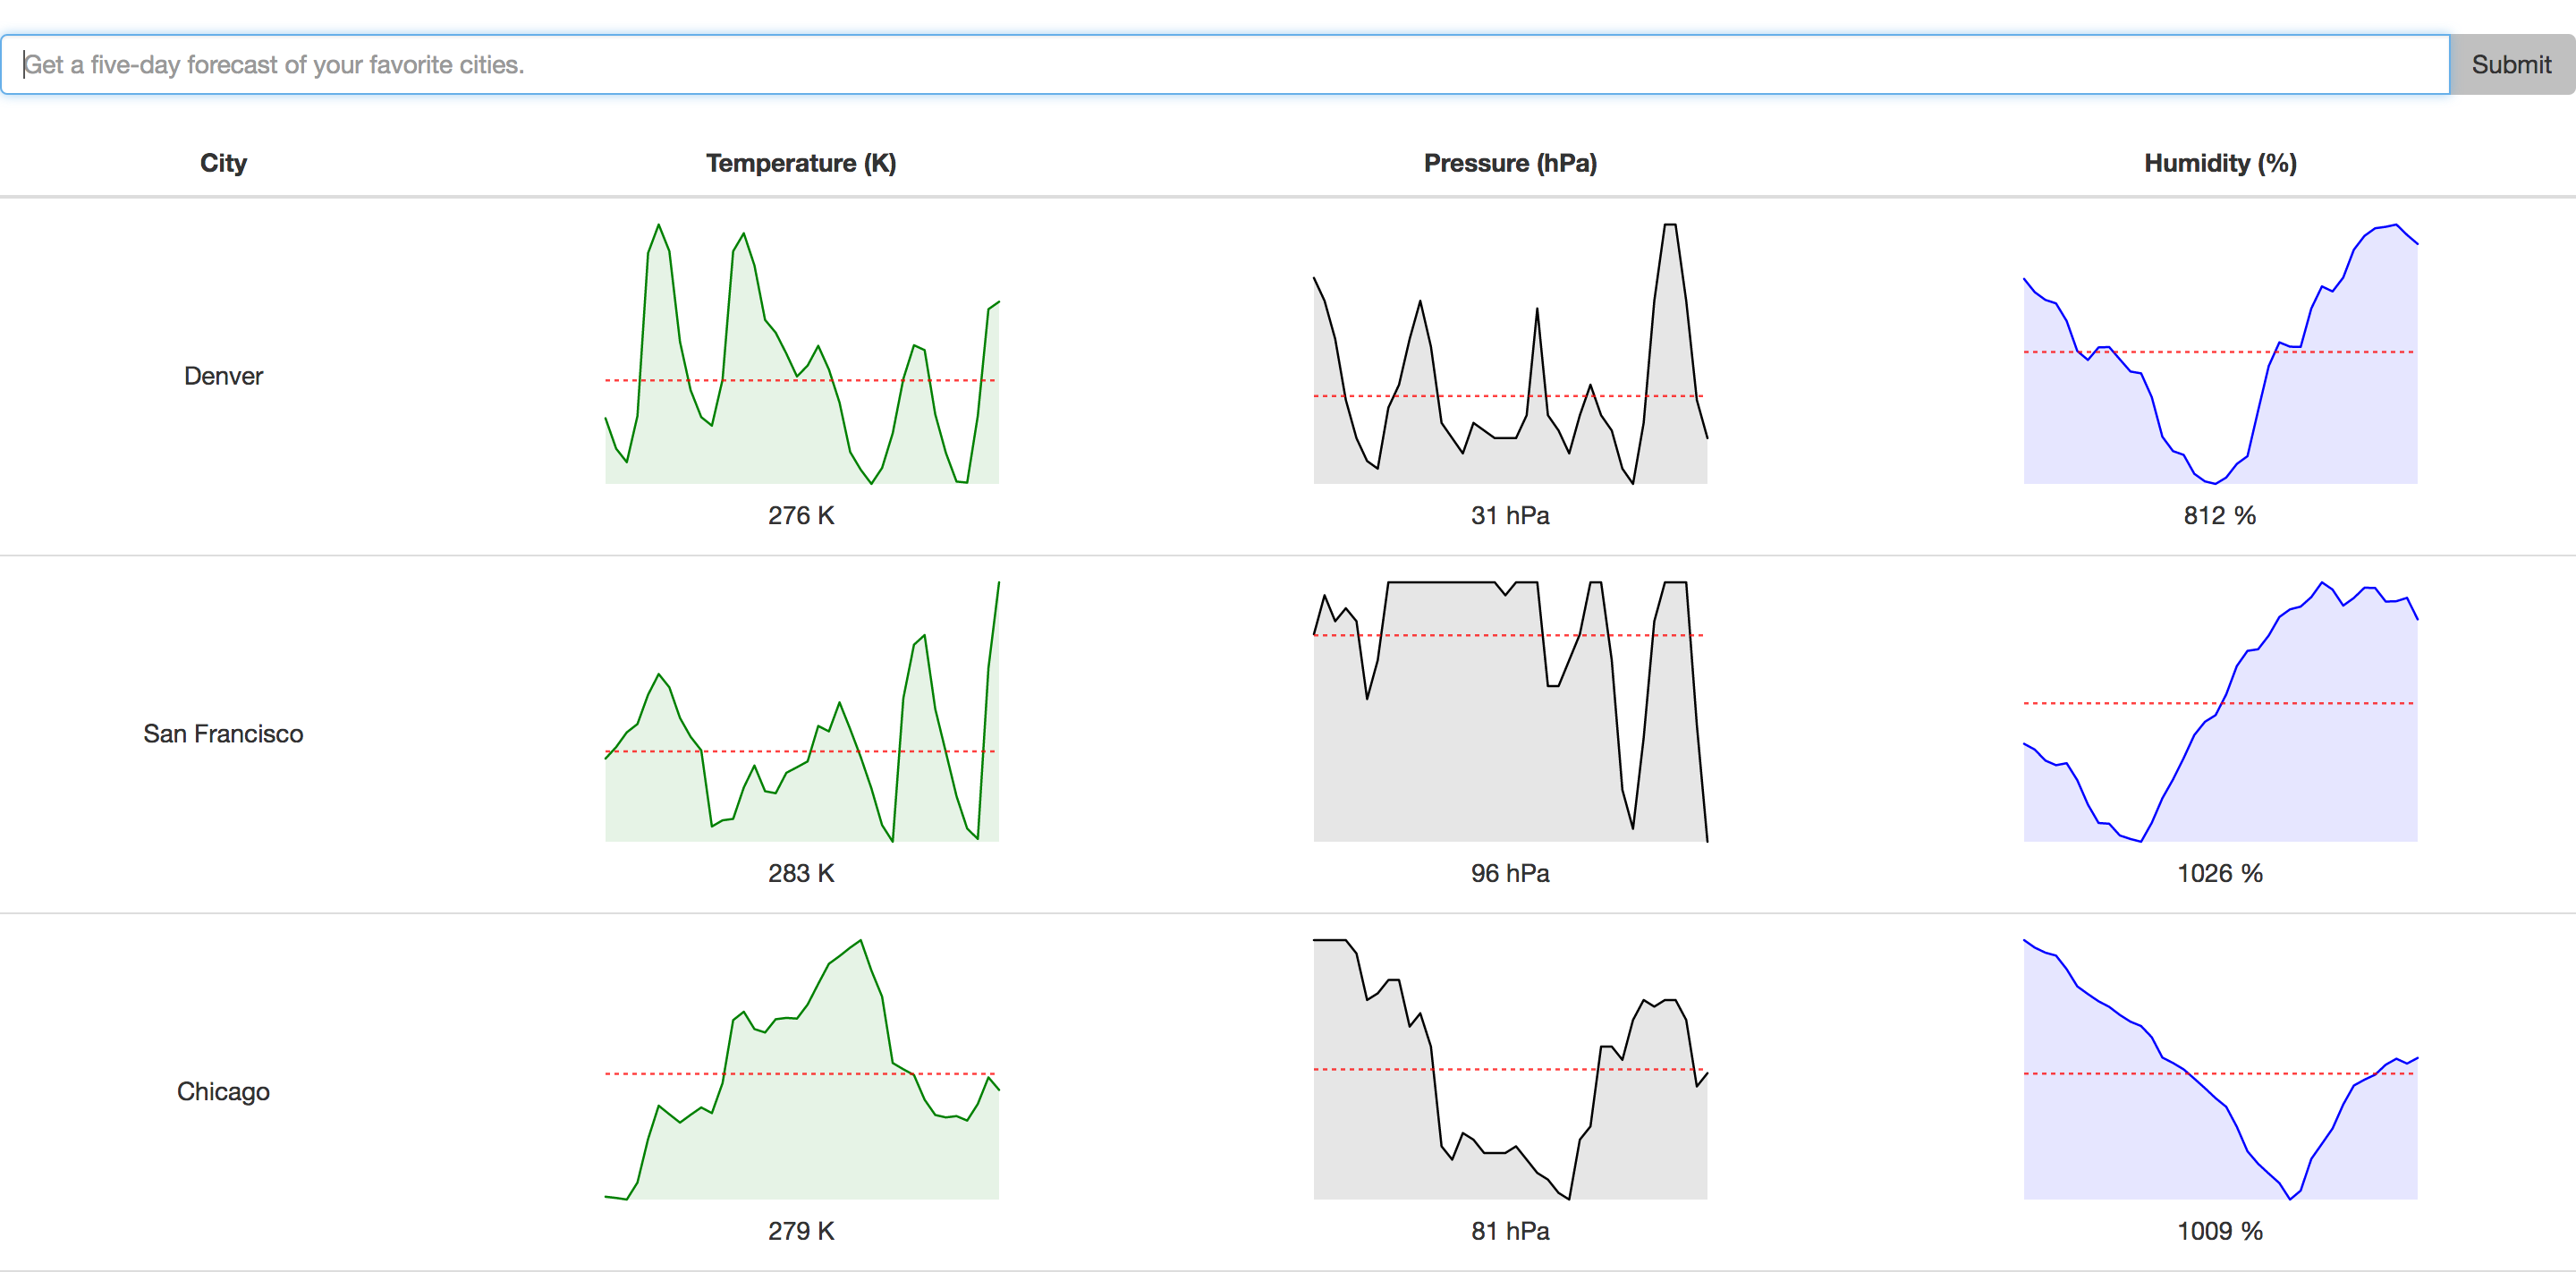 Get a five-day forecast of your favorite cities.
Submit
City Temperature (K) Pressure (hPa) Humidity (%)
Denver
276 K 31 hPa 812 %
San Francisco
283 K 96 hPa 1026 %
Chicago
279 K 81 hPa 1009 %